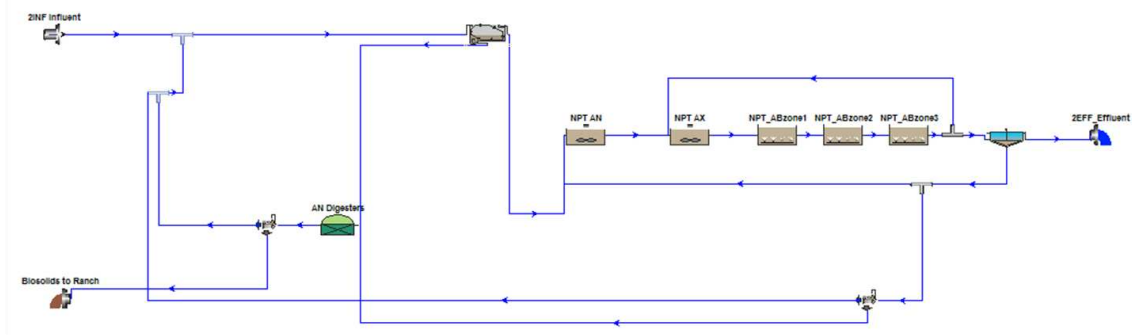 2INF Influent
NPT AN
NPT AX
NPT_ABzone1
NPT_ABzone2
NPT_ABzone3
2EFF_Effluent
AN Digesters
Biosolids to Ranch